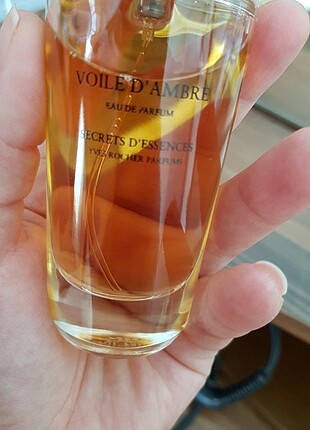 VOILE D'AMBRE
EAU DE PARFUM
SECRETS D'ESSENCES
YVES ROCHER PARFUMS